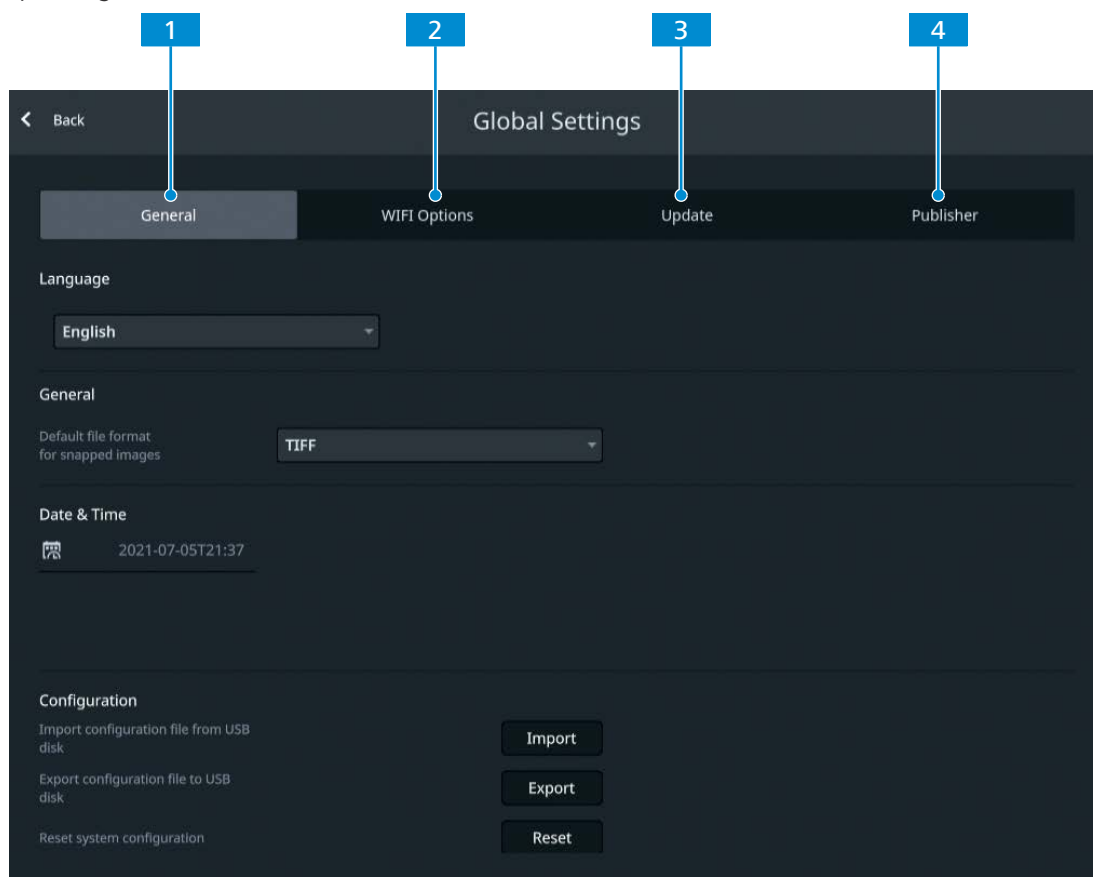 1 2 3 4
Back Global Settings
General WIFI Options Update Publisher
Language
English
General
Default file format
for snapped images
TIFF
Date & Time
2021-07-05T21:37
Configuration
Import configuration file from USB
disk
Import
Export configuration file to USB
disk
Export
Reset system configuration Reset